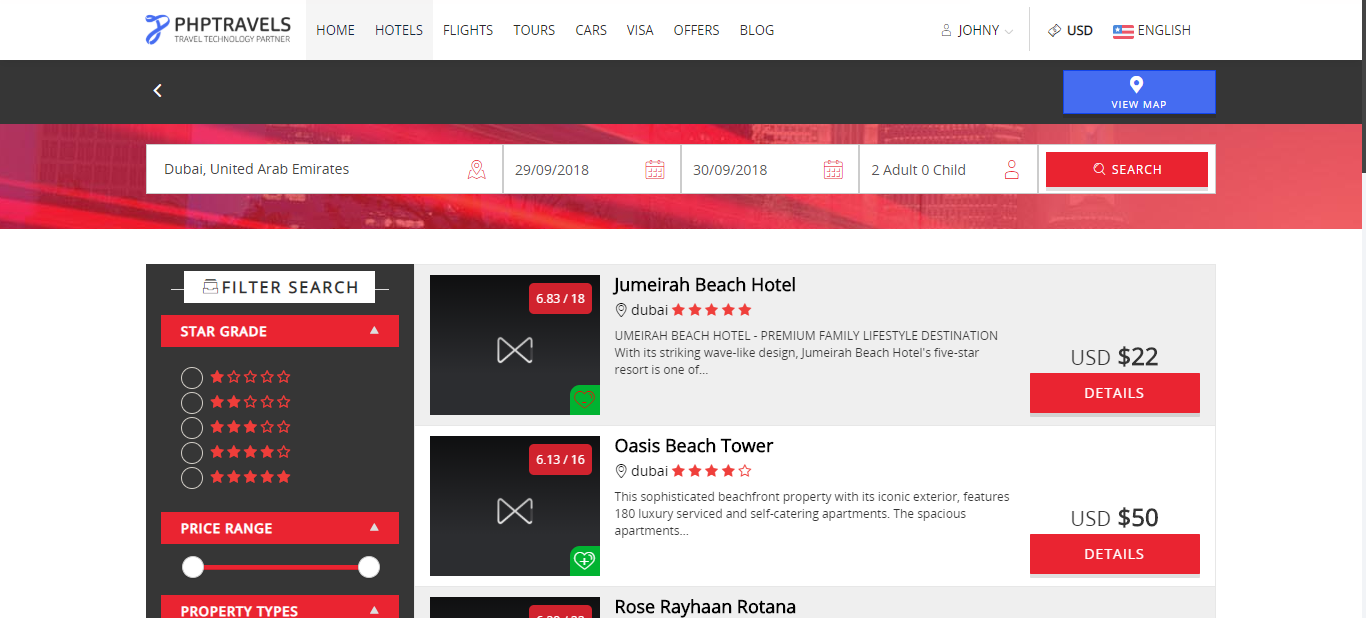 PHPTRAVELS
TRAVEL TECHNOLOGY PARTNER
HOME HOTELS FLIGHTS TOURS CARS VISA OFFERS BLOG
JOHNY USD ENGLISH
VIEW MAP
Dubai, United Arab Emirates 29/09/2018 30/09/2018 2 Adult 0 Child SEARCH
FILTER SEARCH
STAR GRADE
PRICE RANGE
PROPERTY TYPES
6.83 / 18
Jumeirah Beach Hotel
dubai
UMEIRAH BEACH HOTEL - PREMIUM FAMILY LIFESTYLE DESTINATION
With its striking wave-like design, Jumeirah Beach Hotel's five-star
resort is one of...
USD $22
DETAILS
6.13 / 16
Oasis Beach Tower
dubai
This sophisticated beachfront property with its iconic exterior, features
180 luxury serviced and self-catering apartments. The spacious
apartments...
USD $50
DETAILS
Rose Rayhaan Rotana